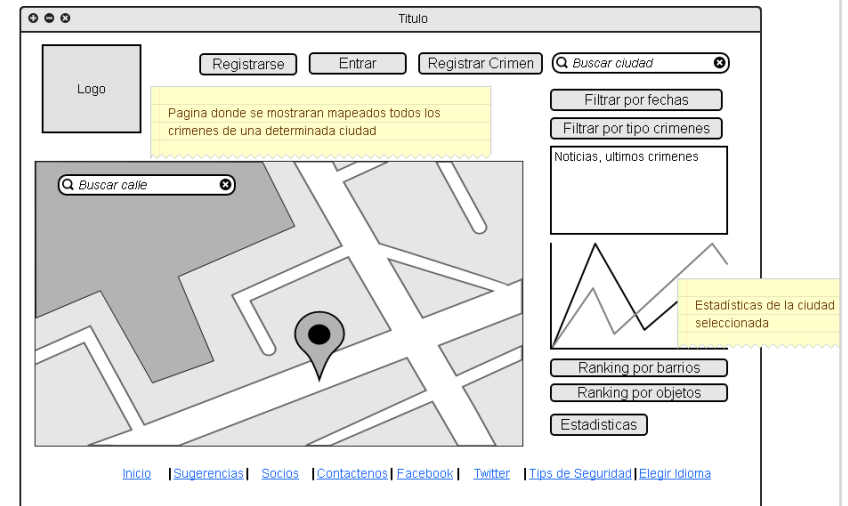 Titulo
Logo
Registrarse
Entrar
Registrar Crimen
Buscar ciudad
Pagina donde se mostraran mapeados todos los
crimenes de una determinada ciudad
Filtrar por fechas
Filtrar por tipo crimenes
Noticias, ultimos crimenes
Buscar calle
Estadísticas de la ciudad
seleccionada
Ranking por barrios
Ranking por objetos
Estadisticas
Inicio | Sugerencias | Socios | Contactenos | Facebook | Twitter | Tips de Seguridad | Elegir Idioma